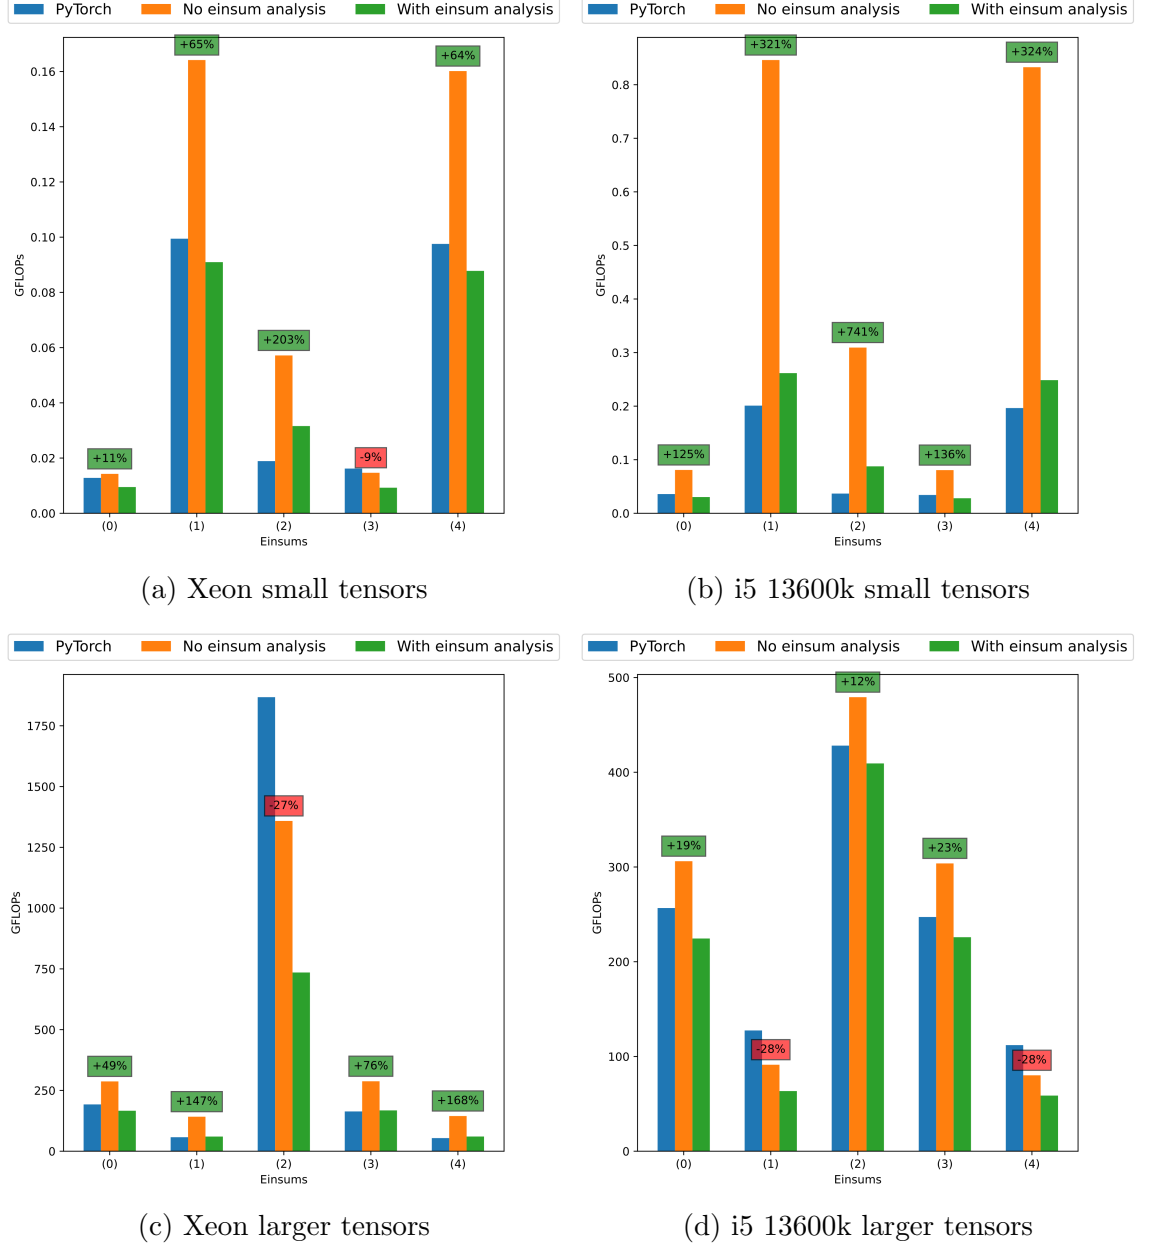 PyTorch No einsum analysis With einsum analysis
+65%
+64%
+203%
+11%
-9%
0.16
0.14
0.12
0.10
0.08
0.06
0.04
0.02
0.00
GFLOPs
(0) (1) (2) (3) (4)
Einsums
(a) Xeon small tensors
PyTorch No einsum analysis With einsum analysis
+321%
+324%
+741%
+125%
+136%
0.8
0.7
0.6
0.5
0.4
0.3
0.2
0.1
0.0
GFLOPs
(0) (1) (2) (3) (4)
Einsums
(b) i5 13600k small tensors
PyTorch No einsum analysis With einsum analysis
-27%
+49%
+76%
+147%
+168%
1750
1500
1250
1000
750
500
250
0
GFLOPs
(0) (1) (2) (3) (4)
Einsums
(c) Xeon larger tensors
PyTorch No einsum analysis With einsum analysis
+12%
+19%
+23%
-28%
-28%
500
400
300
200
100
0
GFLOPs
(0) (1) (2) (3) (4)
Einsums
(d) i5 13600k larger tensors